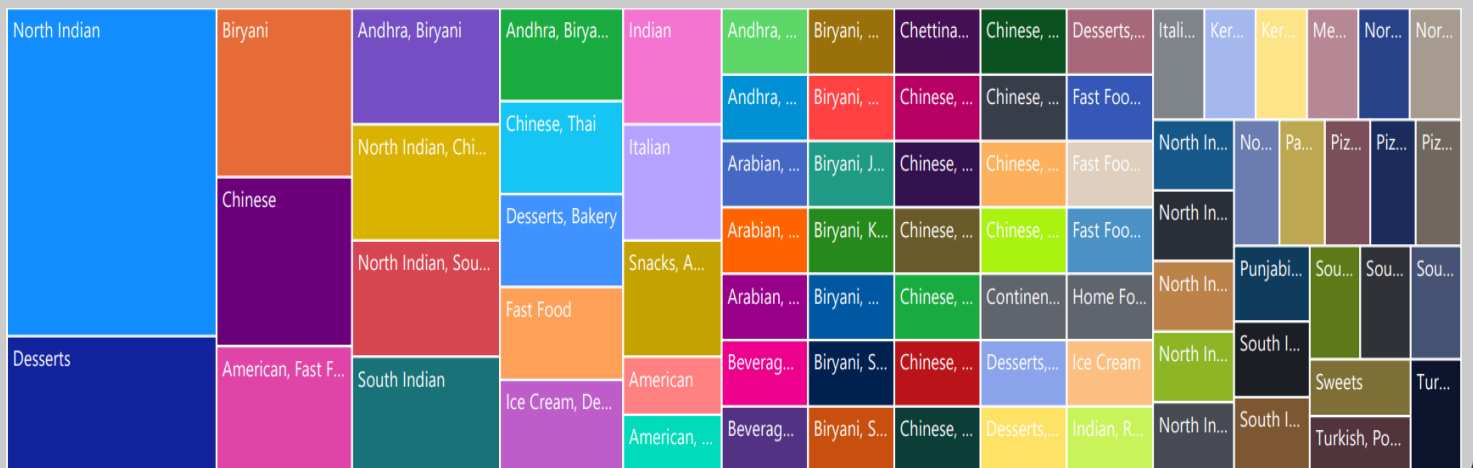 North Indian
Desserts
Biryani
Chinese
American, Fast F...
Andhra, Biryani
North Indian, Chi...
North Indian, Sou...
South Indian
Andhra, Birya...
Chinese, Thai
Desserts, Bakery
Fast Food
Ice Cream, De...
Indian
Italian
Snacks, A...
American
American, ...
Andhra, ...
Andhra, ...
Arabian, ...
Arabian, ...
Arabian, ...
Beverag...
Beverag...
Biryani, ...
Biryani, ...
Biryani, J...
Biryani, K...
Biryani, ...
Biryani, S...
Biryani, S...
Chettina...
Chinese, ...
Chinese, ...
Chinese, ...
Chinese, ...
Chinese, ...
Chinese, ...
Chinese, ...
Chinese, ...
Chinese, ...
Chinese, ...
Continen...
Desserts,...
Desserts,...
Desserts,...
Fast Foo...
Fast Foo...
Fast Foo...
Home Fo...
Ice Cream
Indian, R...
Itali...
Ker...
Ker...
Me...
Nor...
Nor...
North In...
North In...
North In...
North In...
North In...
No...
Pa...
Piz...
Piz...
Piz...
Punjabi...
South I...
South I...
Sou...
Sou...
Sou...
Sweets
Turkish, Po...
Tur...